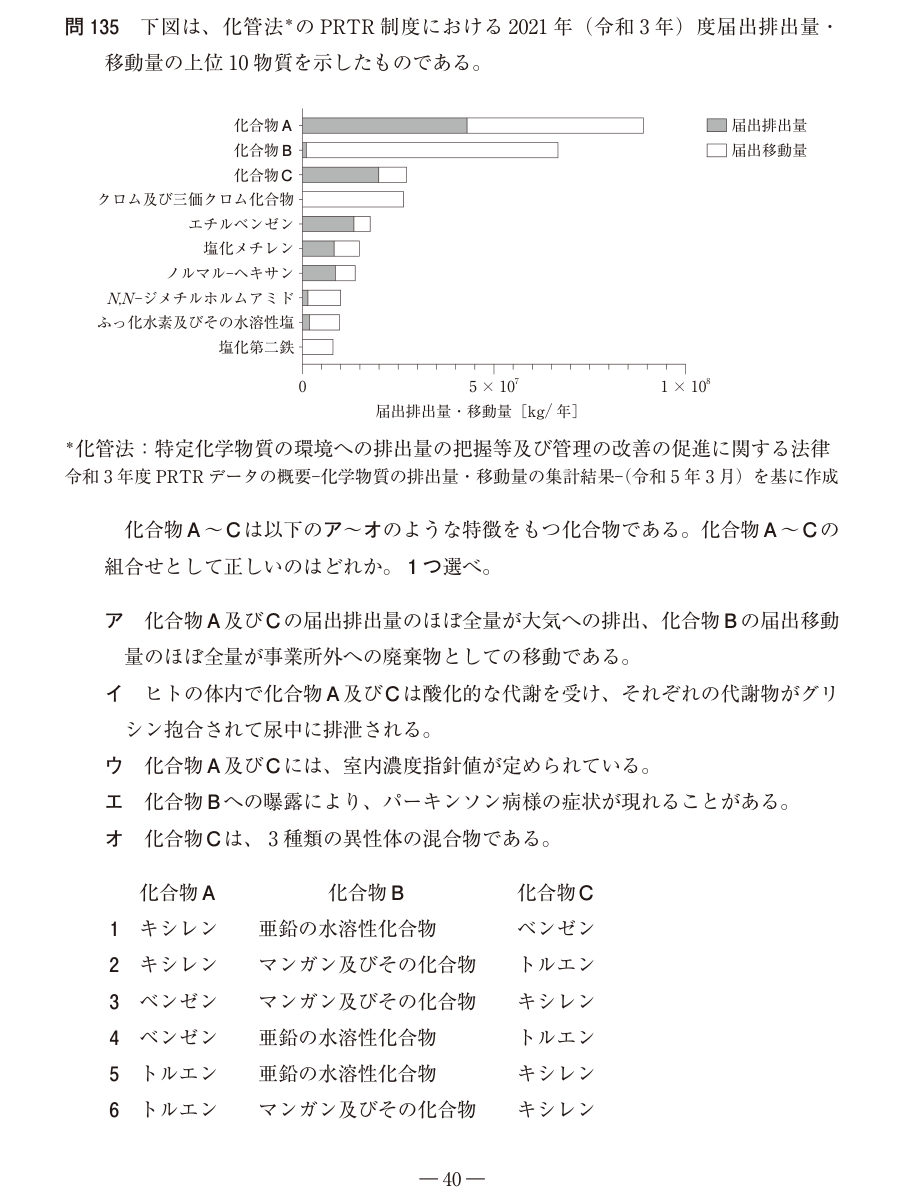 問 135　下図は、化管法*の PRTR 制度における 2021 年（令和 3 年）度届出排出量・
移動量の上位 10 物質を示したものである。
化合物 A
化合物 B
化合物 C
クロム及び三価クロム化合物
エチルベンゼン
塩化メチレン
ノルマル−ヘキサン
N,N−ジメチルホルムアミド
ふっ化水素及びその水溶性塩
塩化第二鉄
届出排出量
届出移動量
0　5 × 10⁷　1 × 10⁸
届出排出量・移動量［kg/ 年］
*化管法：特定化学物質の環境への排出量の把握等及び管理の改善の促進に関する法律
令和 3 年度 PRTR データの概要−化学物質の排出量・移動量の集計結果−（令和 5 年 3 月）を基に作成
化合物 A 〜 C は以下のア〜オのような特徴をもつ化合物である。化合物 A 〜 C の
組合せとして正しいのはどれか。1 つ選べ。
ア　化合物 A 及び C の届出排出量のほぼ全量が大気への排出、化合物 B の届出移動
量のほぼ全量が事業所外への廃棄物としての移動である。
イ　ヒトの体内で化合物 A 及び C は酸化的な代謝を受け、それぞれの代謝物がグリ
シン抱合されて尿中に排泄される。
ウ　化合物 A 及び C には、室内濃度指針値が定められている。
エ　化合物 B への曝露により、パーキンソン病様の症状が現れることがある。
オ　化合物 C は、3 種類の異性体の混合物である。
化合物 A　化合物 B　化合物 C
1　キシレン　亜鉛の水溶性化合物　ベンゼン
2　キシレン　マンガン及びその化合物　トルエン
3　ベンゼン　マンガン及びその化合物　キシレン
4　ベンゼン　亜鉛の水溶性化合物　トルエン
5　トルエン　亜鉛の水溶性化合物　キシレン
6　トルエン　マンガン及びその化合物　キシレン
— 40 —